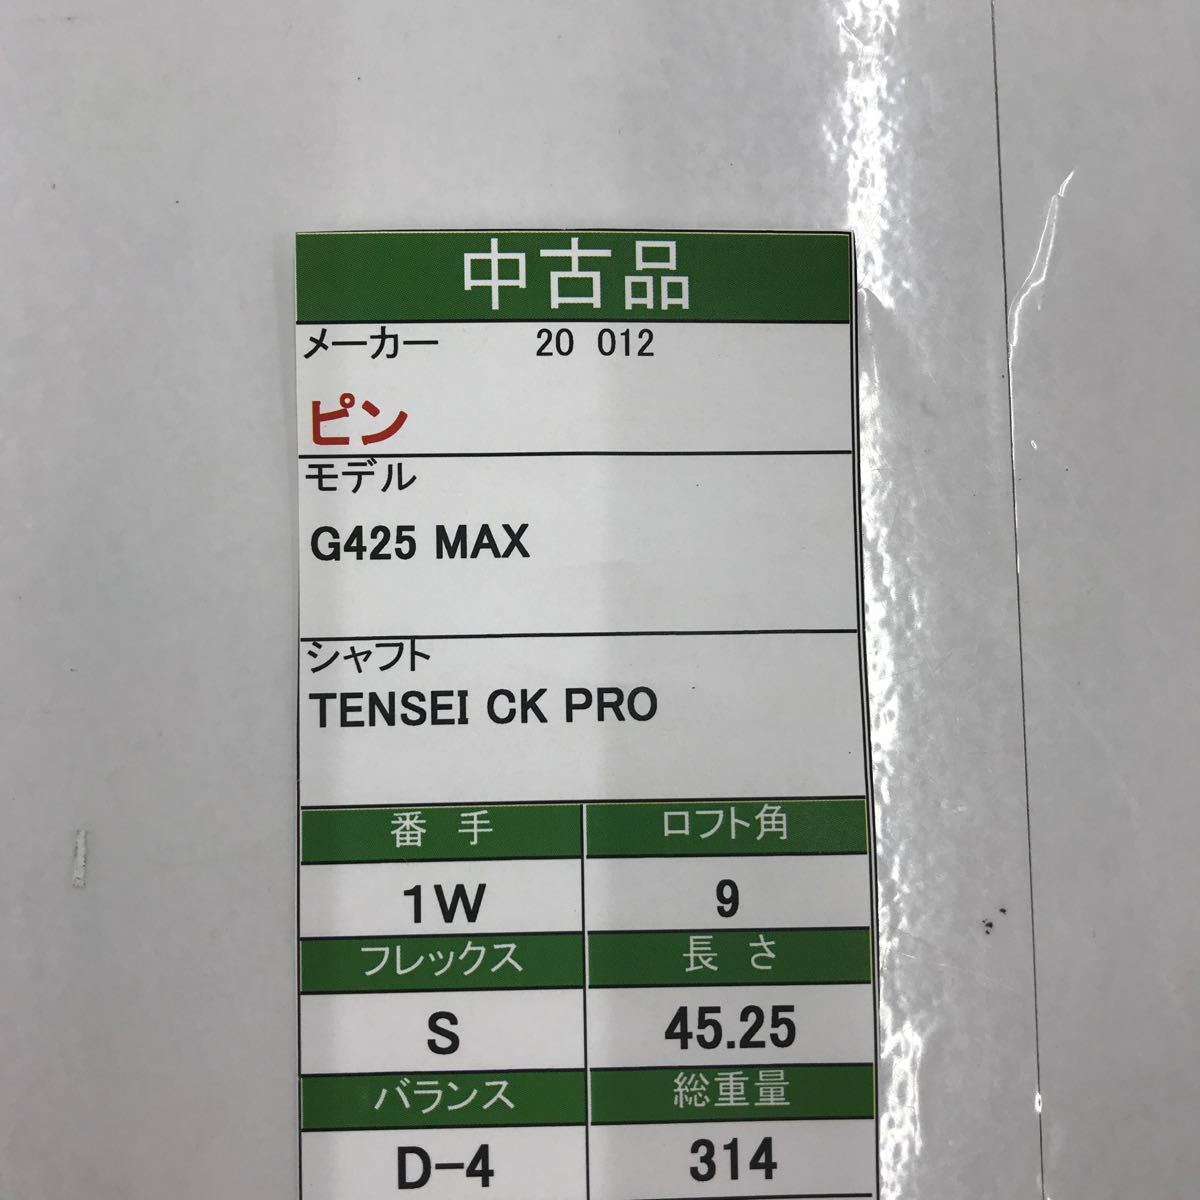 中古品
メーカー 20 012
ピン
モデル
G425 MAX
シャフト
TENSEI CK PRO
番 手 ロフト角
1W 9
フレックス 長 さ
S 45.25
バランス 総重量
D-4 314